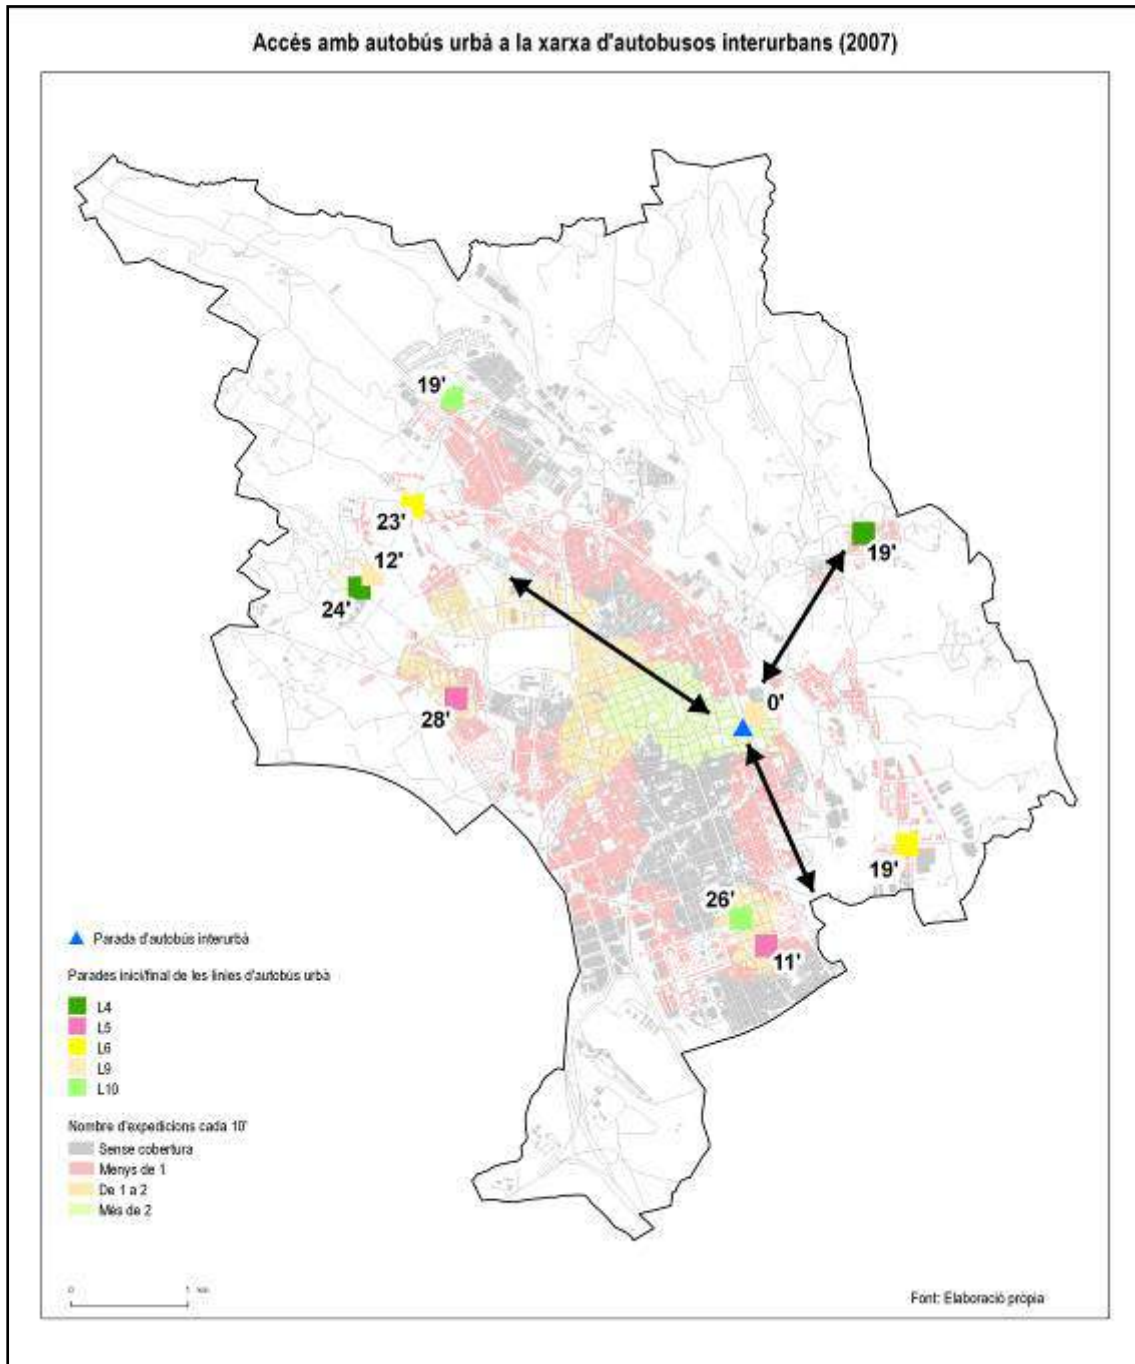 Accés amb autobús urbà a la xarxa d'autobusos interurbans (2007)
19'
23'
19'
12'
24'
0'
28'
19'
26'
11'
Parada d'autobús interurbà
Parades inici/final de les línies d'autobús urbà
L4
L5
L6
L9
L10
Nombre d'expedicions cada 10'
Sense cobertura
Menys de 1
De 1 a 2
Més de 2
0 1 km
Font: Elaboració pròpia